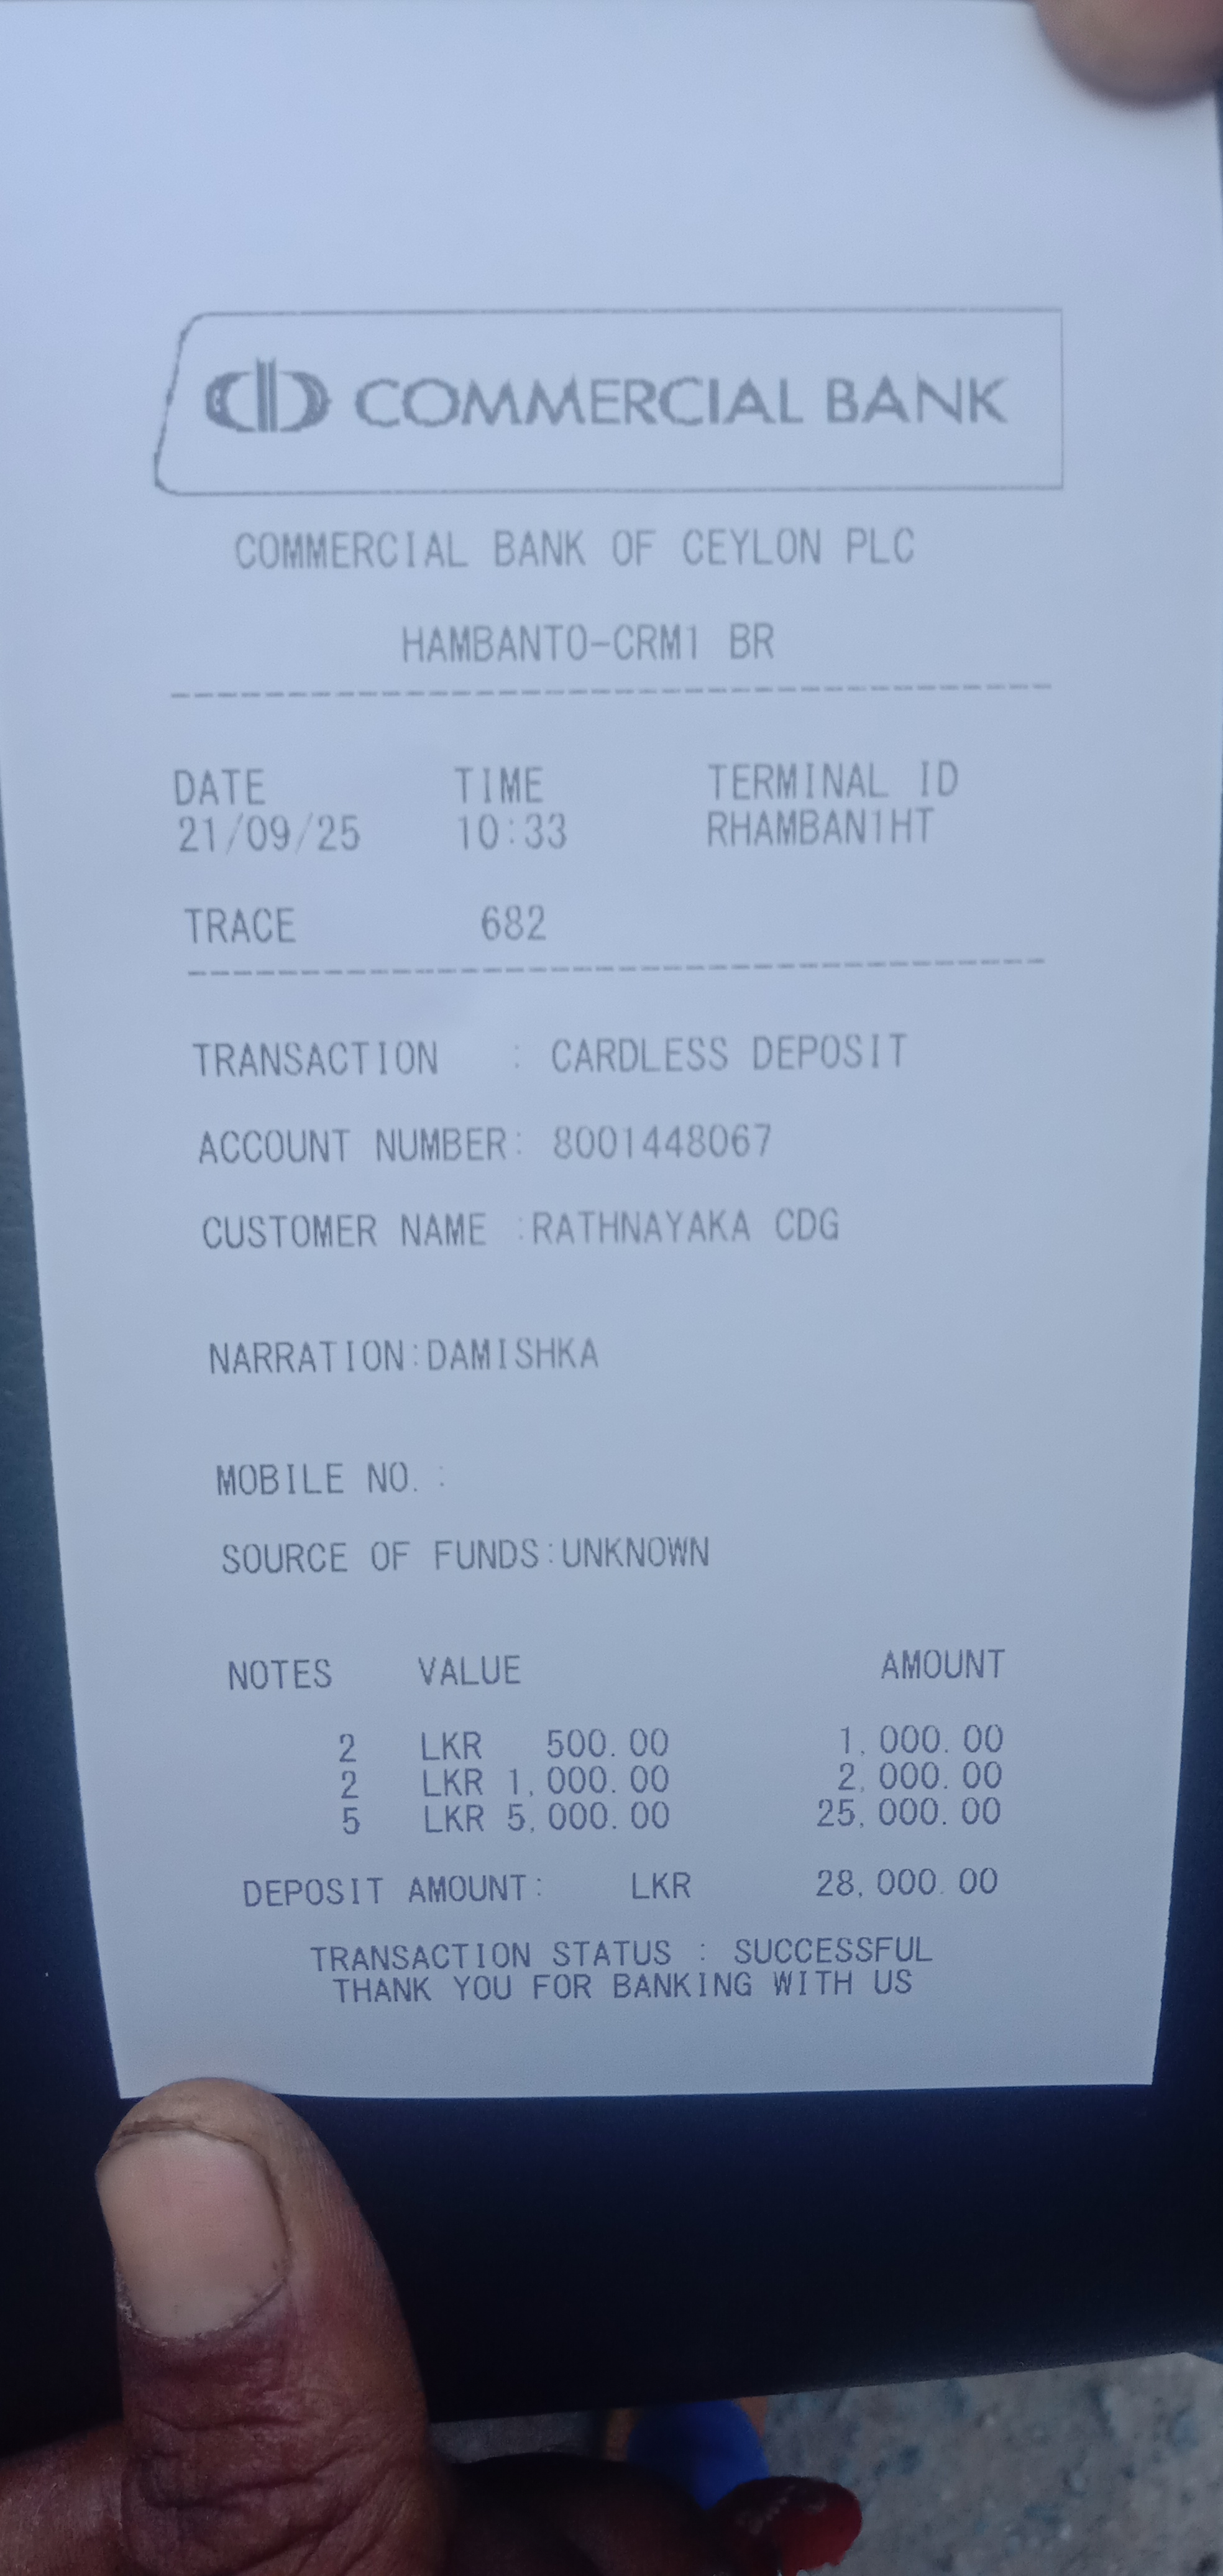 COMMERCIAL BANK
COMMERCIAL BANK OF CEYLON PLC
HAMBANTO-CRM1 BR
DATE TIME TERMINAL ID
21/09/25 10:33 RHAMBAN1HT
TRACE 682
TRANSACTION : CARDLESS DEPOSIT
ACCOUNT NUMBER: 8001448067
CUSTOMER NAME :RATHNAYAKA CDG
NARRATION:DAMISHKA
MOBILE NO. :
SOURCE OF FUNDS:UNKNOWN
NOTES VALUE AMOUNT
2 LKR 500.00 1,000.00
2 LKR 1,000.00 2,000.00
5 LKR 5,000.00 25,000.00
DEPOSIT AMOUNT: LKR 28,000.00
TRANSACTION STATUS : SUCCESSFUL
THANK YOU FOR BANKING WITH US